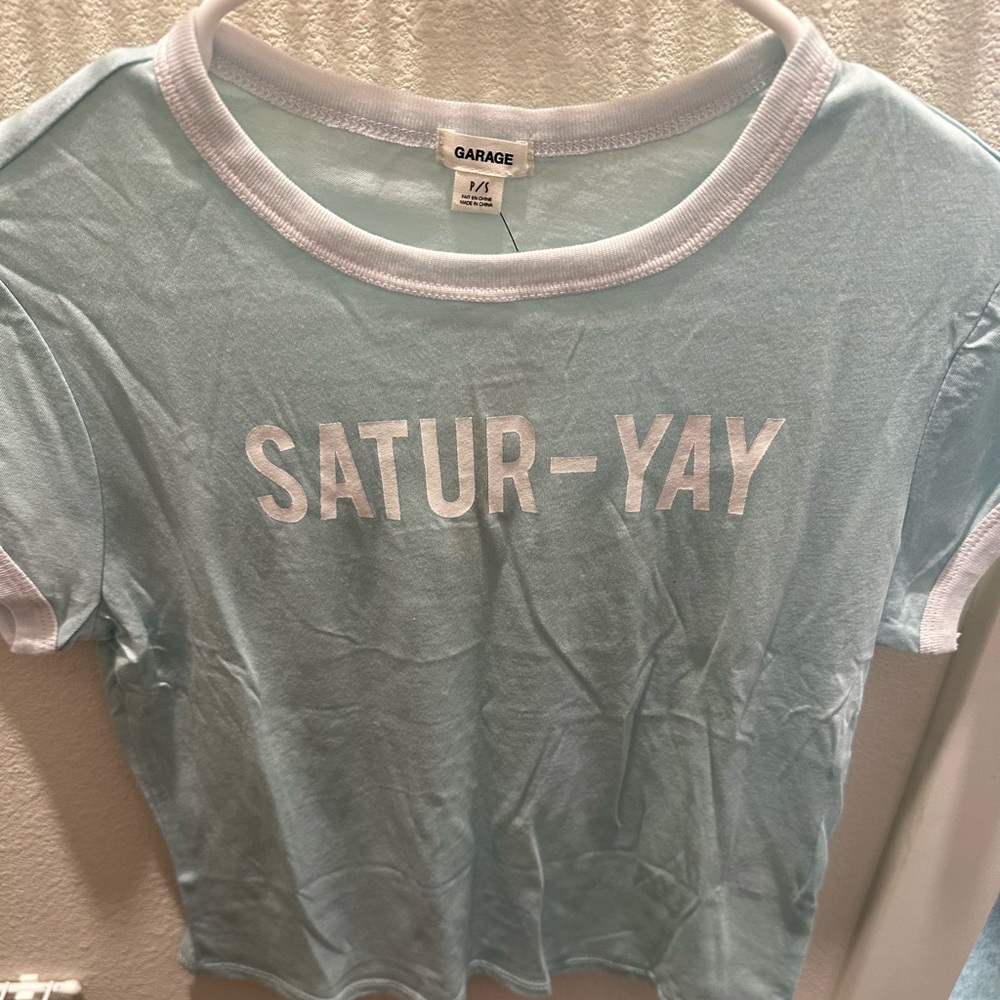 GARAGE
P/S
FAIT EN CHINE
MADE IN CHINA
SATUR-YAY